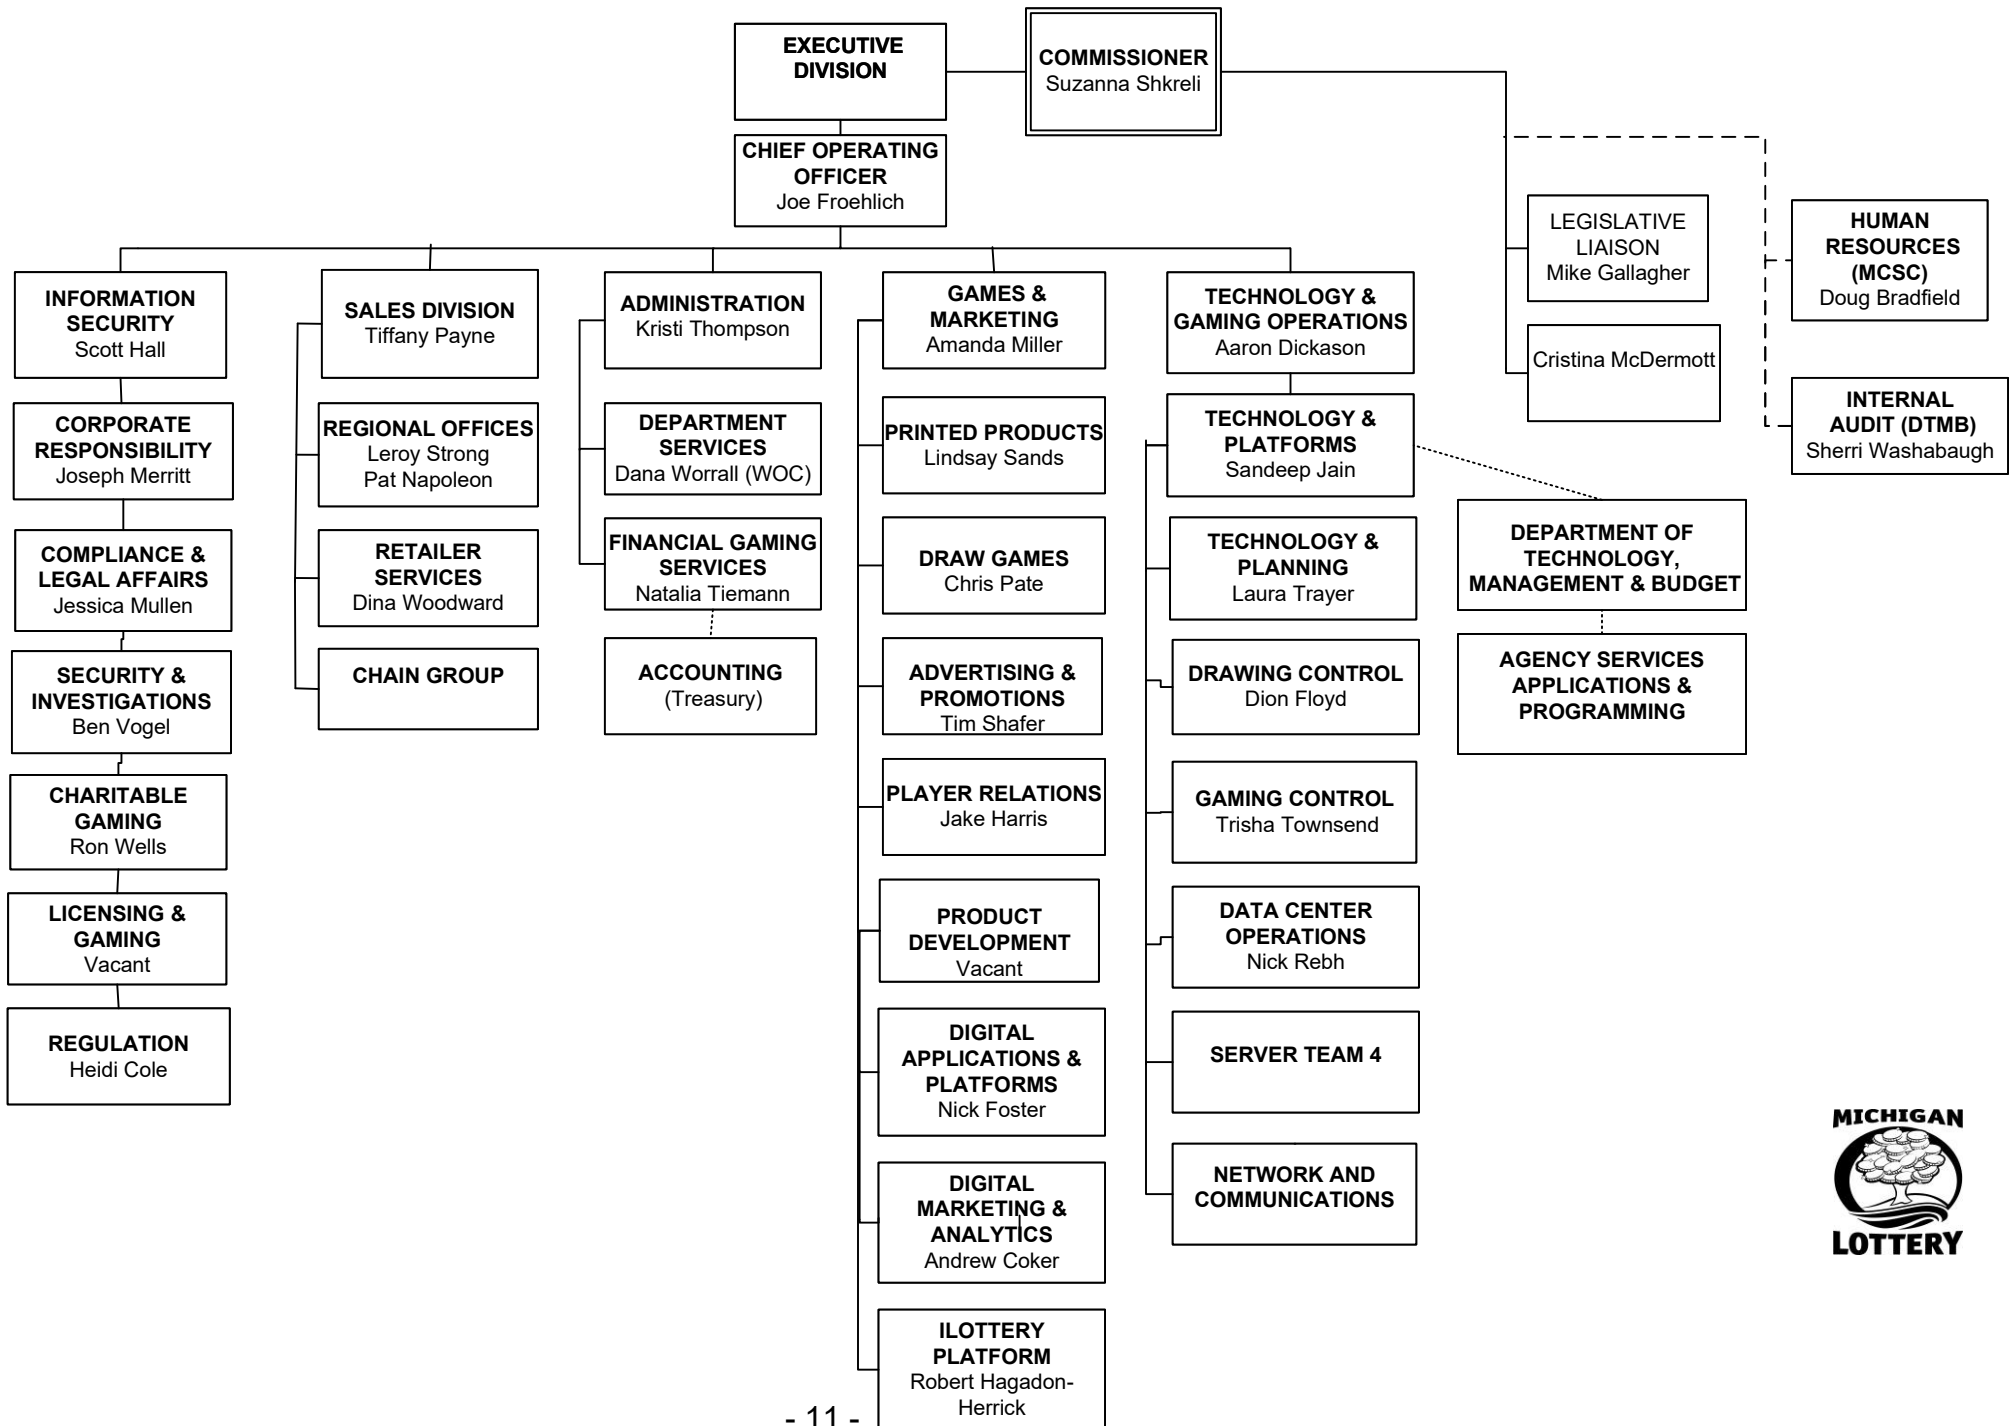 EXECUTIVE
DIVISION
COMMISSIONER
Suzanna Shkreli
CHIEF OPERATING
OFFICER
Joe Froehlich
LEGISLATIVE
LIAISON
Mike Gallagher
Cristina McDermott
HUMAN
RESOURCES
(MCSC)
Doug Bradfield
INTERNAL
AUDIT (DTMB)
Sherri Washabaugh
INFORMATION
SECURITY
Scott Hall
CORPORATE
RESPONSIBILITY
Joseph Merritt
COMPLIANCE &
LEGAL AFFAIRS
Jessica Mullen
SECURITY &
INVESTIGATIONS
Ben Vogel
CHARITABLE
GAMING
Ron Wells
LICENSING &
GAMING
Vacant
REGULATION
Heidi Cole
SALES DIVISION
Tiffany Payne
REGIONAL OFFICES
Leroy Strong
Pat Napoleon
RETAILER
SERVICES
Dina Woodward
CHAIN GROUP
ADMINISTRATION
Kristi Thompson
DEPARTMENT
SERVICES
Dana Worrall (WOC)
FINANCIAL GAMING
SERVICES
Natalia Tiemann
ACCOUNTING
(Treasury)
GAMES &
MARKETING
Amanda Miller
PRINTED PRODUCTS
Lindsay Sands
DRAW GAMES
Chris Pate
ADVERTISING &
PROMOTIONS
Tim Shafer
PLAYER RELATIONS
Jake Harris
PRODUCT
DEVELOPMENT
Vacant
DIGITAL
APPLICATIONS &
PLATFORMS
Nick Foster
DIGITAL
MARKETING &
ANALYTICS
Andrew Coker
ILOTTERY
PLATFORM
Robert Hagadon-
Herrick
TECHNOLOGY &
GAMING OPERATIONS
Aaron Dickason
TECHNOLOGY &
PLATFORMS
Sandeep Jain
TECHNOLOGY &
PLANNING
Laura Trayer
DRAWING CONTROL
Dion Floyd
GAMING CONTROL
Trisha Townsend
DATA CENTER
OPERATIONS
Nick Rebh
SERVER TEAM 4
NETWORK AND
COMMUNICATIONS
DEPARTMENT OF
TECHNOLOGY,
MANAGEMENT & BUDGET
AGENCY SERVICES
APPLICATIONS &
PROGRAMMING
MICHIGAN
LOTTERY
- 11 -